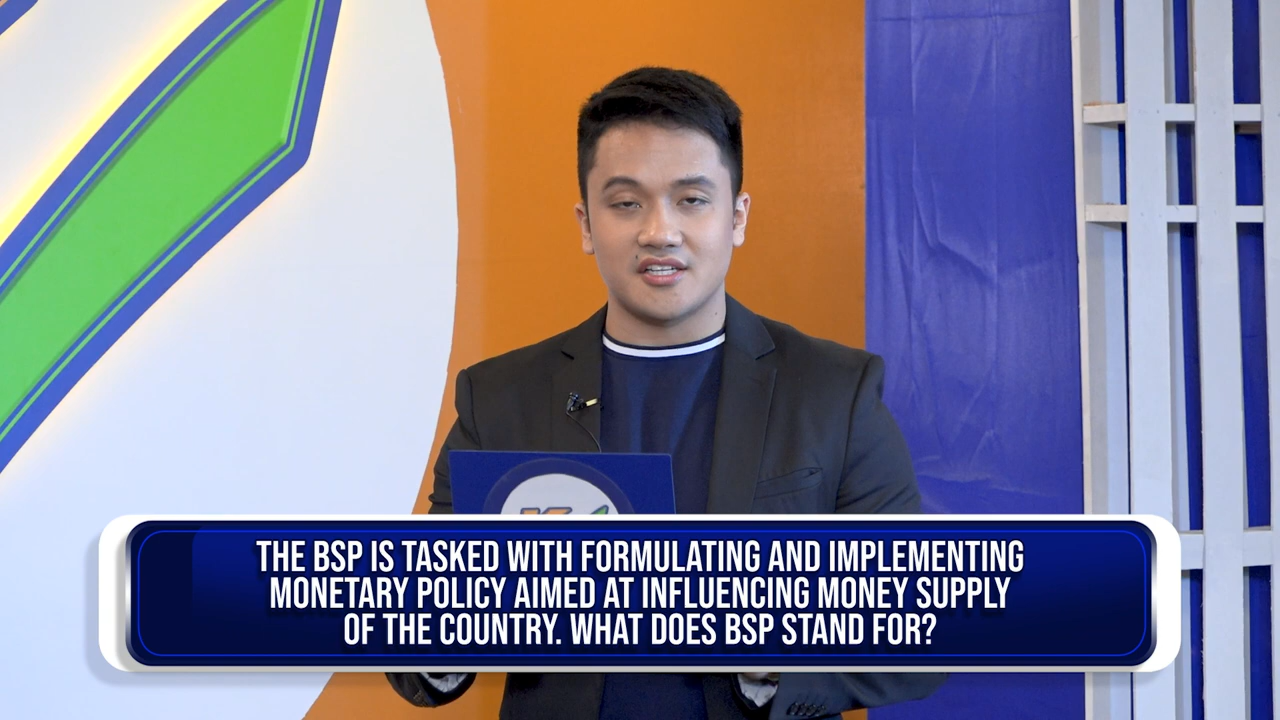 THE BSP IS TASKED WITH FORMULATING AND IMPLEMENTING
MONETARY POLICY AIMED AT INFLUENCING MONEY SUPPLY
OF THE COUNTRY. WHAT DOES BSP STAND FOR?